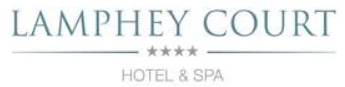 LAMPHEY COURT
★★★★
HOTEL & SPA